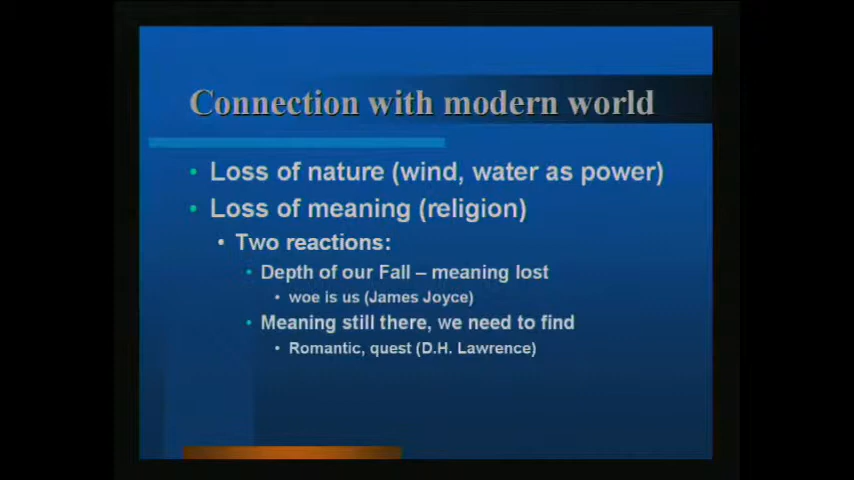 Connection with modern world
• Loss of nature (wind, water as power)
• Loss of meaning (religion)
• Two reactions:
• Depth of our Fall – meaning lost
• woe is us (James Joyce)
• Meaning still there, we need to find
• Romantic, quest (D.H. Lawrence)